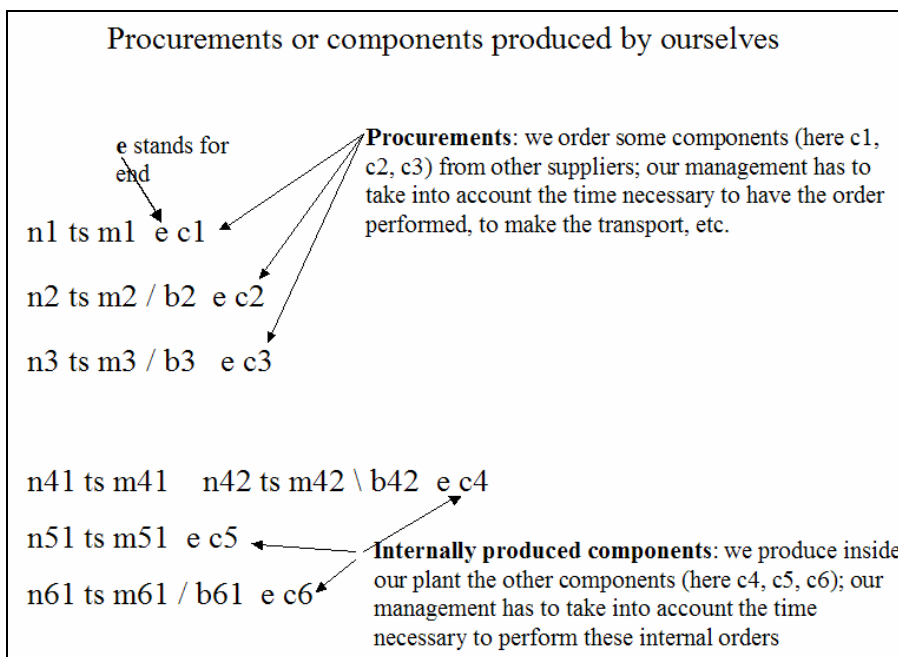 Procurements or components produced by ourselves
e stands for
end
Procurements: we order some components (here c1,
c2, c3) from other suppliers; our management has to
take into account the time necessary to have the order
performed, to make the transport, etc.
n1 ts m1 e c1
n2 ts m2 / b2 e c2
n3 ts m3 / b3 e c3
n41 ts m41 n42 ts m42 \ b42 e c4
n51 ts m51 e c5
n61 ts m61 / b61 e c6
Internally produced components: we produce inside
our plant the other components (here c4, c5, c6); our
management has to take into account the time
necessary to perform these internal orders